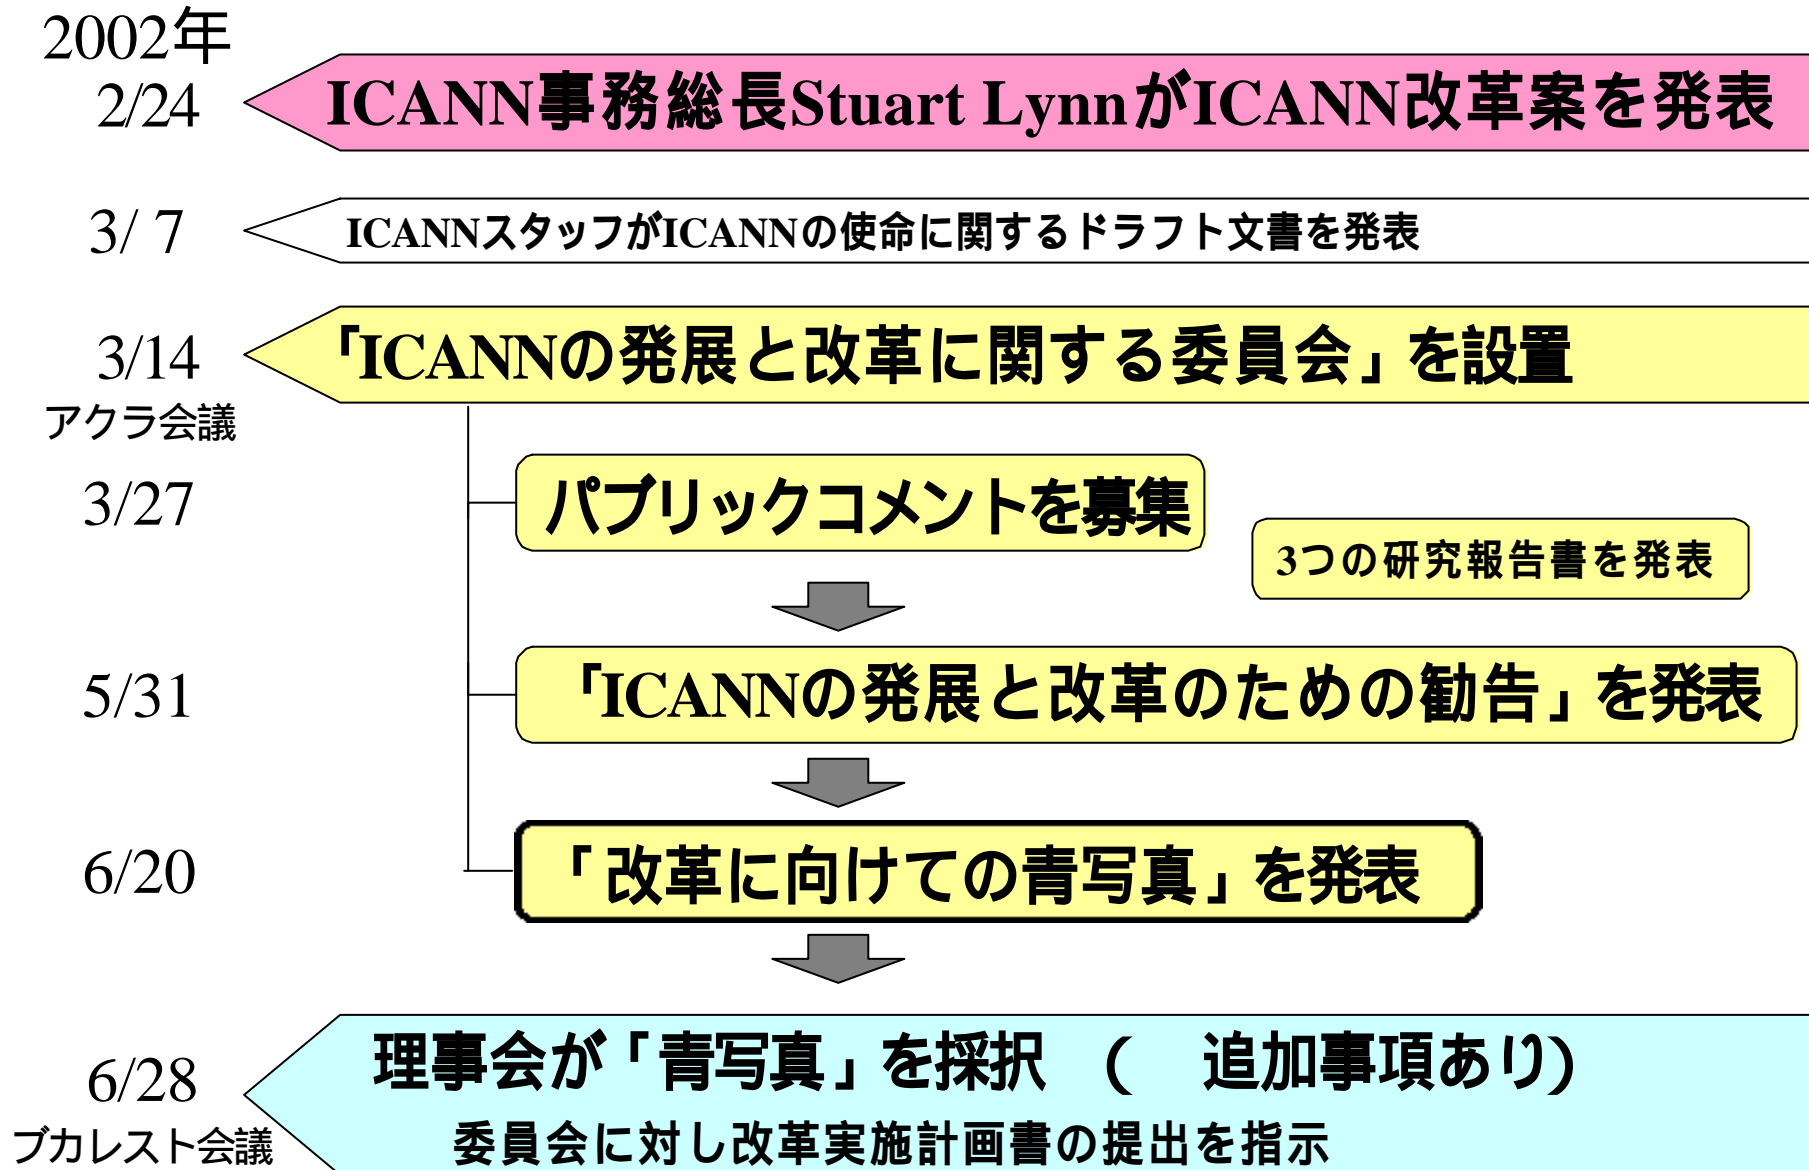 2002年
2/24
ICANN事務総長Stuart LynnがICANN改革案を発表
3/ 7
ICANNスタッフがICANNの使命に関するドラフト文書を発表
3/14
アクラ会議
「ICANNの発展と改革に関する委員会」を設置
3/27
パブリックコメントを募集
3つの研究報告書を発表
5/31
「ICANNの発展と改革のための勧告」を発表
6/20
「改革に向けての青写真」を発表
6/28
ブカレスト会議
理事会が「青写真」を採択 ( 追加事項あり)
委員会に対し改革実施計画書の提出を指示